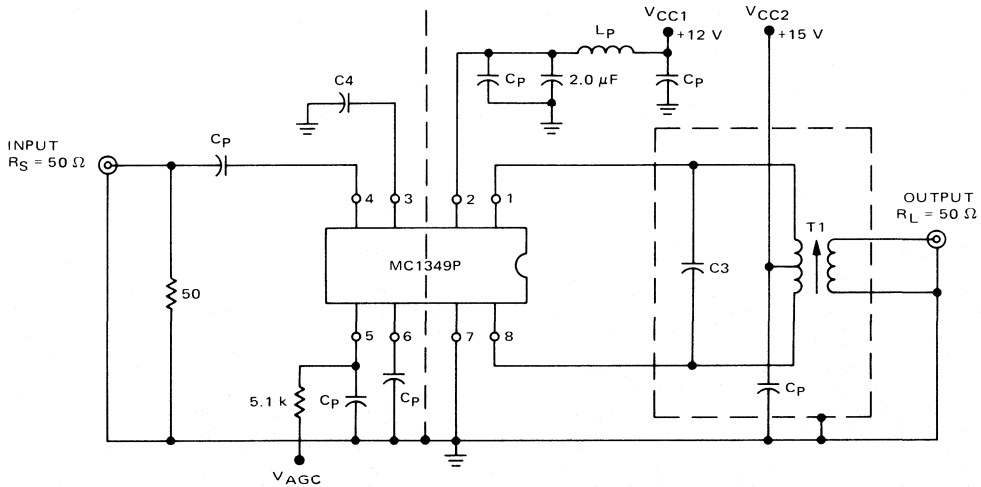 VCC1
+12 V
VCC2
+15 V
LP
CP
2.0 µF
CP
C4
INPUT
RS = 50 Ω
CP
4
3
2
1
OUTPUT
RL = 50 Ω
T1
MC1349P
C3
50
5
6
7
8
5.1 k
CP
CP
CP
VAGC